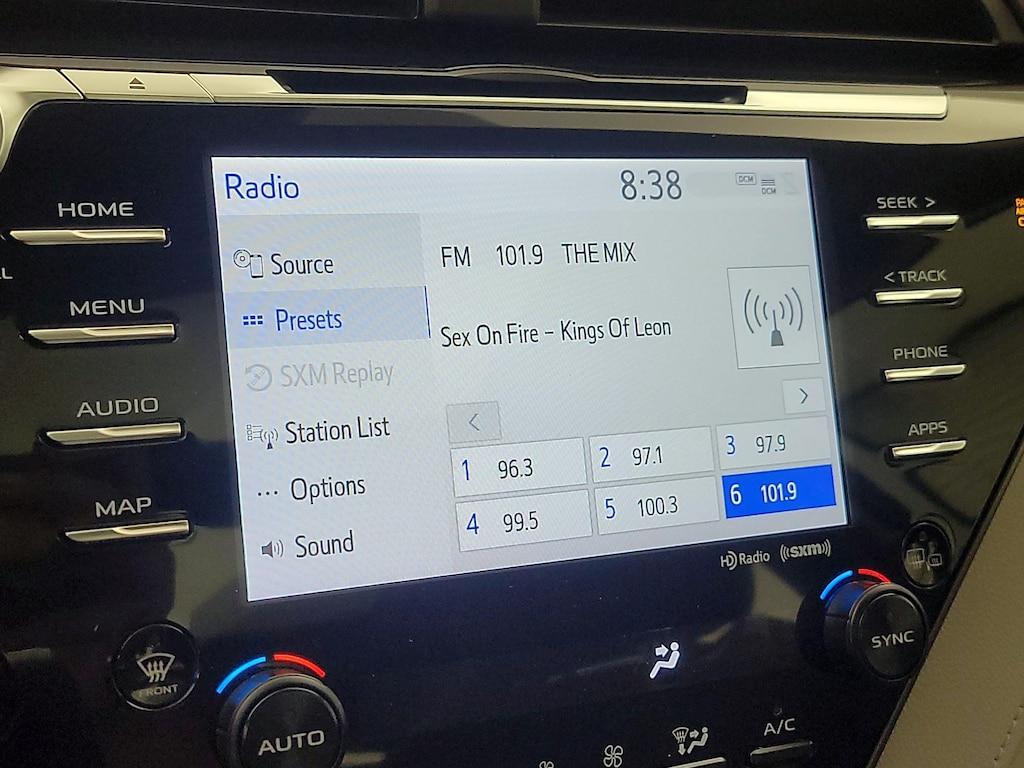 Radio
8:38
DCM
DCM
HOME
MENU
AUDIO
MAP
Source
Presets
SXM Replay
Station List
Options
Sound
FM 101.9 THE MIX
Sex On Fire – Kings Of Leon
<
>
1 96.3
2 97.1
3 97.9
4 99.5
5 100.3
6 101.9
HD Radio
((sxm))
SEEK >
< TRACK
PHONE
APPS
FRONT
AUTO
SYNC
A/C